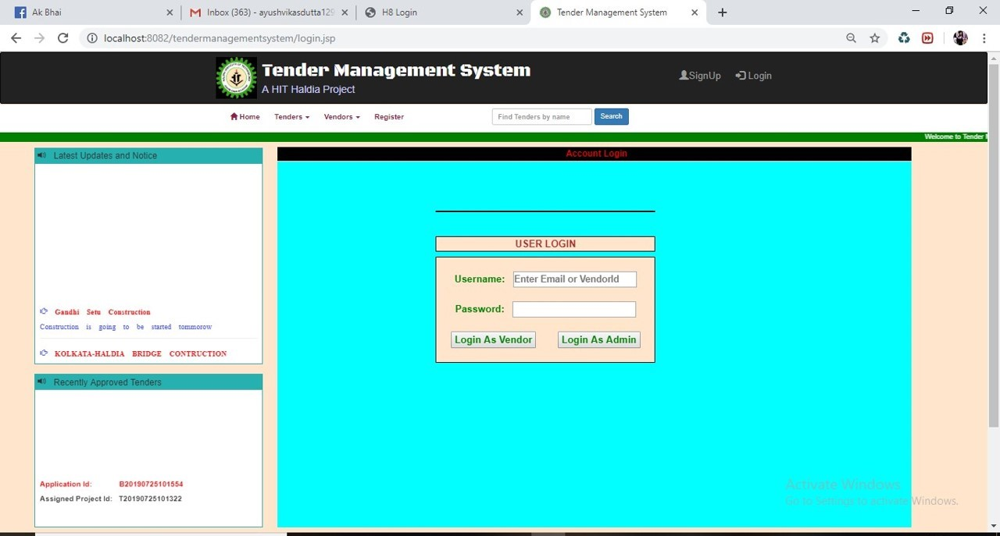 Ak Bhai
Inbox (363) - ayushvikasdutta129
H8 Login
Tender Management System
localhost:8082/tendermanagementsystem/login.jsp
Tender Management System
A HIT Haldia Project
SignUp
Login
Home
Tenders
Vendors
Register
Find Tenders by name
Search
Welcome to Tender
Latest Updates and Notice
Account Login
USER LOGIN
Username: Enter Email or VendorId
Password:
Login As Vendor
Login As Admin
Gandhi Setu Construction
Construction is going to be started tommorow
KOLKATA-HALDIA BRIDGE CONTRUCTION
Recently Approved Tenders
Application Id: B20190725101554
Assigned Project Id: T20190725101322
Activate Windows
Go to Settings to activate Windows.